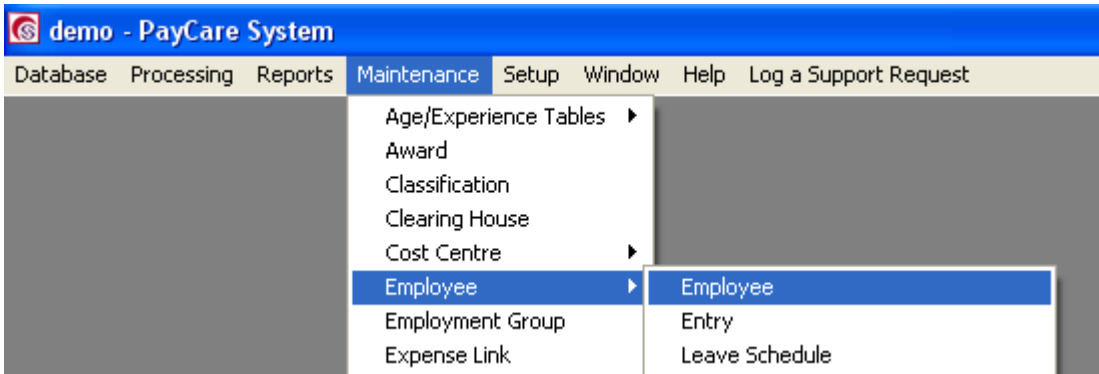 demo - PayCare System
Database Processing Reports Maintenance Setup Window Help Log a Support Request
Age/Experience Tables
Award
Classification
Clearing House
Cost Centre
Employee
Employment Group
Expense Link
Employee
Entry
Leave Schedule